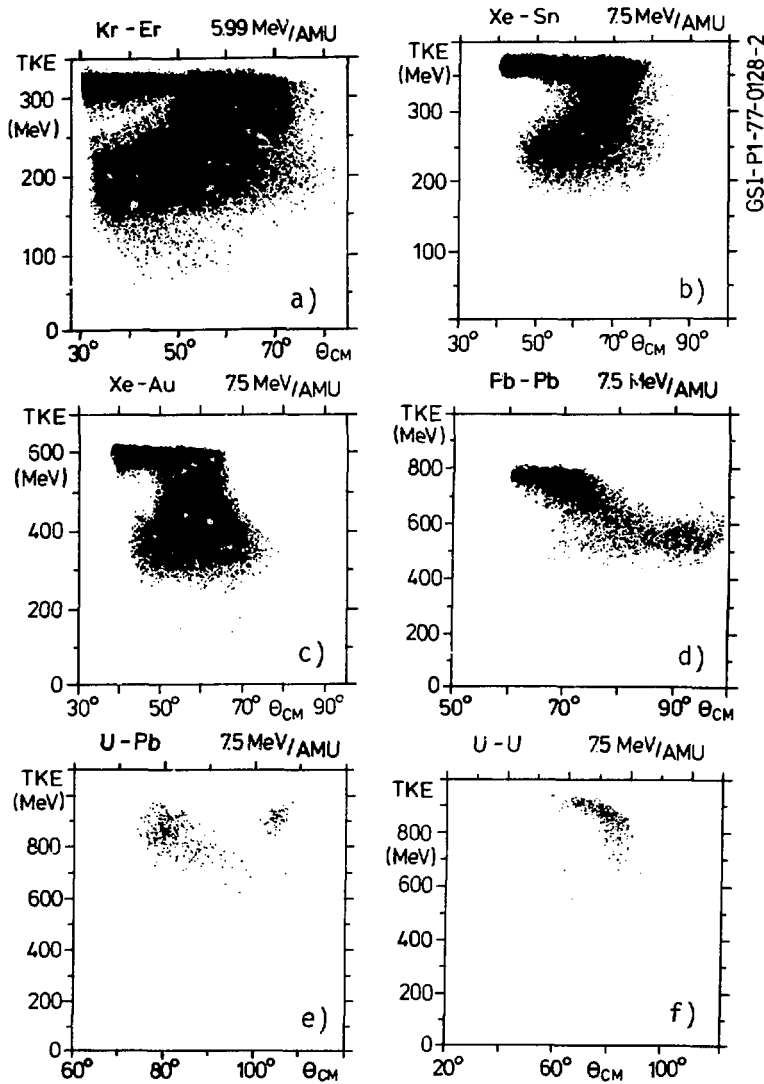 Kr - Er 5.99 MeV/AMU
TKE
300
(MeV)
200
100
0
30° 50° 70° θCM
a)
Xe - Sn 7.5 MeV/AMU
TKE
(MeV)
300
200
100
30° 50° 70° θCM 90°
b)
GSI-P1-77-0128-2
Xe-Au 7.5 MeV/AMU
TKE
600
(MeV)
400
200
0
30° 50° 70° θCM 90°
c)
Pb - Pb 7.5 MeV/AMU
TKE
(MeV)
800
600
400
200
0
50° 70° 90° θCM
d)
U - Pb 7.5 MeV/AMU
TKE
(MeV)
800
600
400
200
0
60° 80° 100° θCM
e)
U - U 7.5 MeV/AMU
TKE
800
(MeV)
600
400
200
0
20° 60° θCM 100°
f)